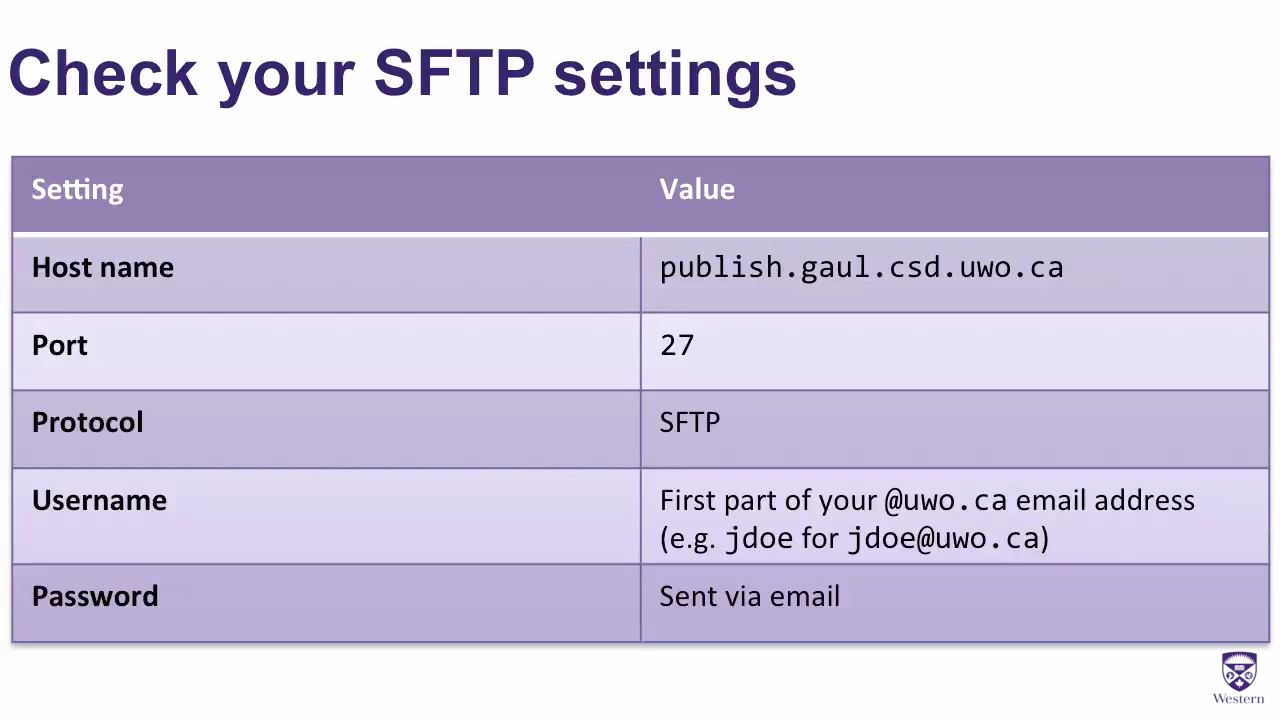 Check your SFTP settings
Setting Value
Host name publish.gaul.csd.uwo.ca
Port 27
Protocol SFTP
Username First part of your @uwo.ca email address
(e.g. jdoe for jdoe@uwo.ca)
Password Sent via email
Western